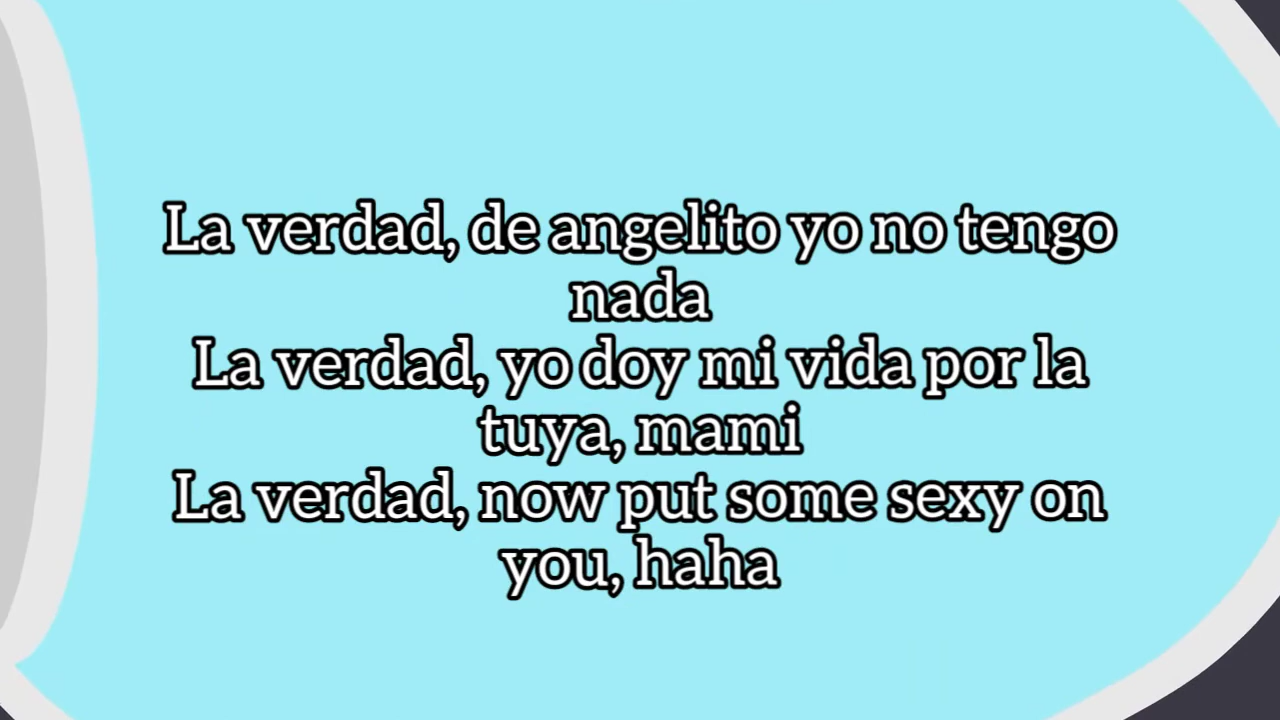 La verdad, de angelito yo no tengo
nada
La verdad, yo doy mi vida por la
tuya, mami
La verdad, now put some sexy on
you, haha